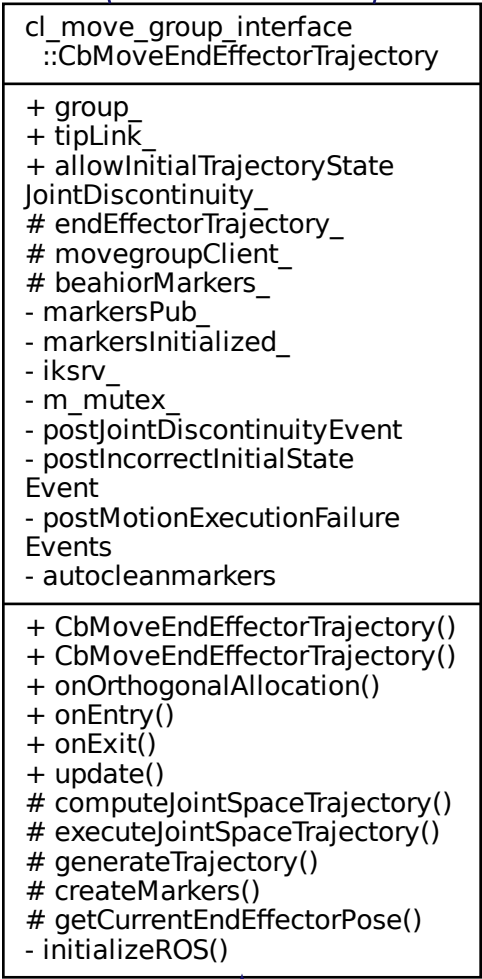 cl_move_group_interface
::CbMoveEndEffectorTrajectory
+ group_
+ tipLink_
+ allowInitialTrajectoryState
JointDiscontinuity_
# endEffectorTrajectory_
# movegroupClient_
# beahiorMarkers_
- markersPub_
- markersInitialized_
- iksrv_
- m_mutex_
- postJointDiscontinuityEvent
- postIncorrectInitialState
Event
- postMotionExecutionFailure
Events
- autocleanmarkers
+ CbMoveEndEffectorTrajectory()
+ CbMoveEndEffectorTrajectory()
+ onOrthogonalAllocation()
+ onEntry()
+ onExit()
+ update()
# computeJointSpaceTrajectory()
# executeJointSpaceTrajectory()
# generateTrajectory()
# createMarkers()
# getCurrentEndEffectorPose()
- initializeROS()